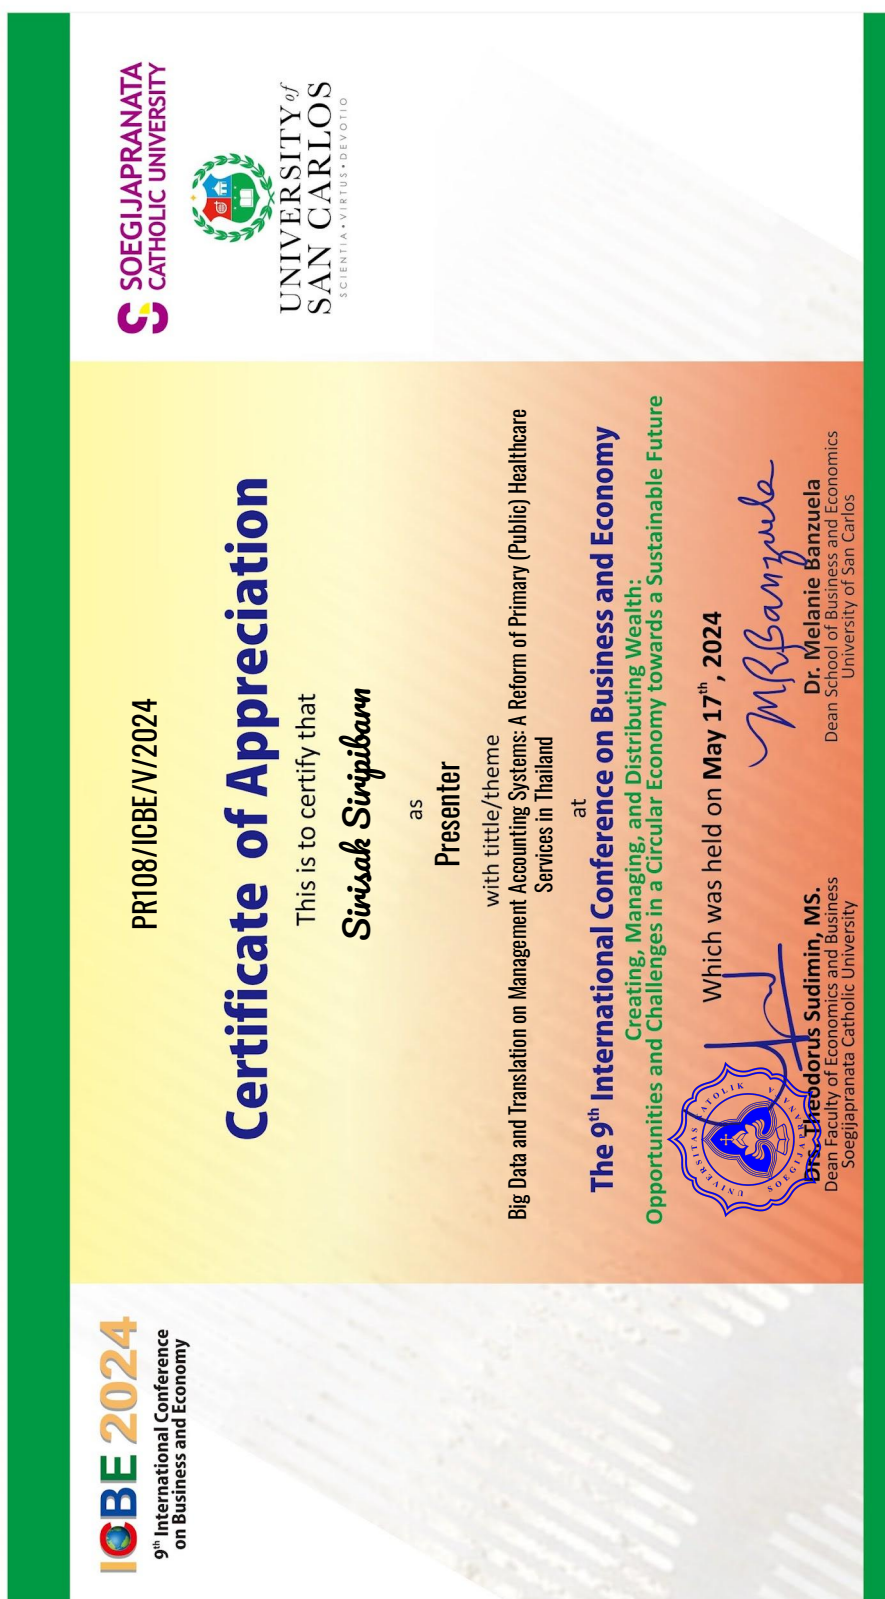 ICBE 2024
9th International Conference
on Business and Economy
PR108/ICBE/V/2024
SOEGIJAPRANATA
CATHOLIC UNIVERSITY
UNIVERSITY of
SAN CARLOS
SCIENTIA • VIRTUS • DEVOTIO
Certificate of Appreciation
This is to certify that
Sirisak Siripibarn
as
Presenter
with tittle/theme
Big Data and Translation on Management Accounting Systems: A Reform of Primary (Public) Healthcare
Services in Thailand
at
The 9th International Conference on Business and Economy
Creating, Managing, and Distributing Wealth:
Opportunities and Challenges in a Circular Economy towards a Sustainable Future
Which was held on May 17th, 2024
UNIVERSITAS KATOLIK
SOEGIJAPRANATA
Drs. Theodorus Sudimin, MS.
Dean Faculty of Economics and Business
Soegijapranata Catholic University
MRBanzuela
Dr. Melanie Banzuela
Dean School of Business and Economics
University of San Carlos